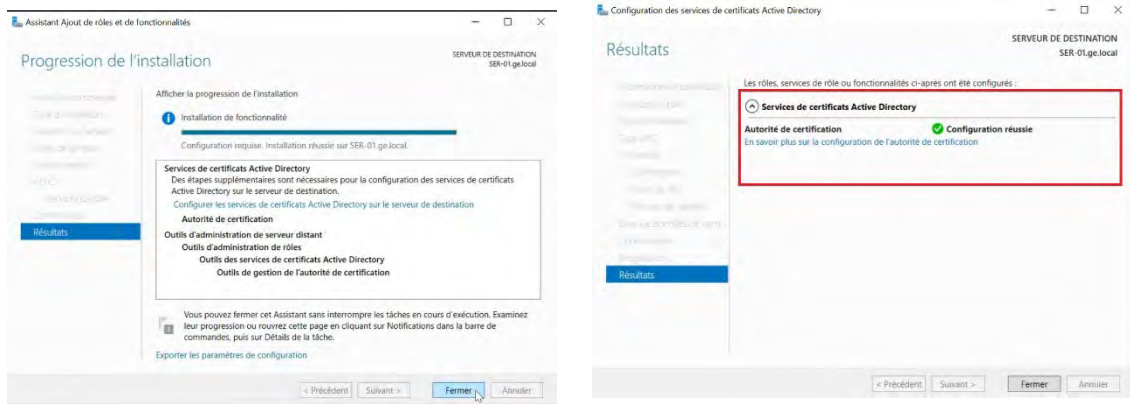 Assistant Ajout de rôles et de fonctionnalités
Progression de l'installation
SERVEUR DE DESTINATION
SER-01.ge.local
Afficher la progression de l'installation
Installation de fonctionnalité
Configuration requise. Installation réussie sur SER-01.ge.local.
Services de certificats Active Directory
Des étapes supplémentaires sont nécessaires pour la configuration des services de certificats
Active Directory sur le serveur de destination.
Configurer les services de certificats Active Directory sur le serveur de destination
Autorité de certification
Outils d'administration de serveur distant
Outils d'administration de rôles
Outils des services de certificats Active Directory
Outils de gestion de l'autorité de certification
Résultats
Vous pouvez fermer cet Assistant sans interrompre les tâches en cours d'exécution. Examinez
leur progression ou rouvrez cette page en cliquant sur Notifications dans la barre de
commandes, puis sur Détails de la tâche.
Exporter les paramètres de configuration
< Précédent Suivant > Fermer Annuler
Configuration des services de certificats Active Directory
Résultats
SERVEUR DE DESTINATION
SER-01.ge.local
Les rôles, services de rôle ou fonctionnalités ci-après ont été configurés :
Services de certificats Active Directory
Autorité de certification Configuration réussie
En savoir plus sur la configuration de l'autorité de certification
Résultats
< Précédent Suivant > Fermer Annuler